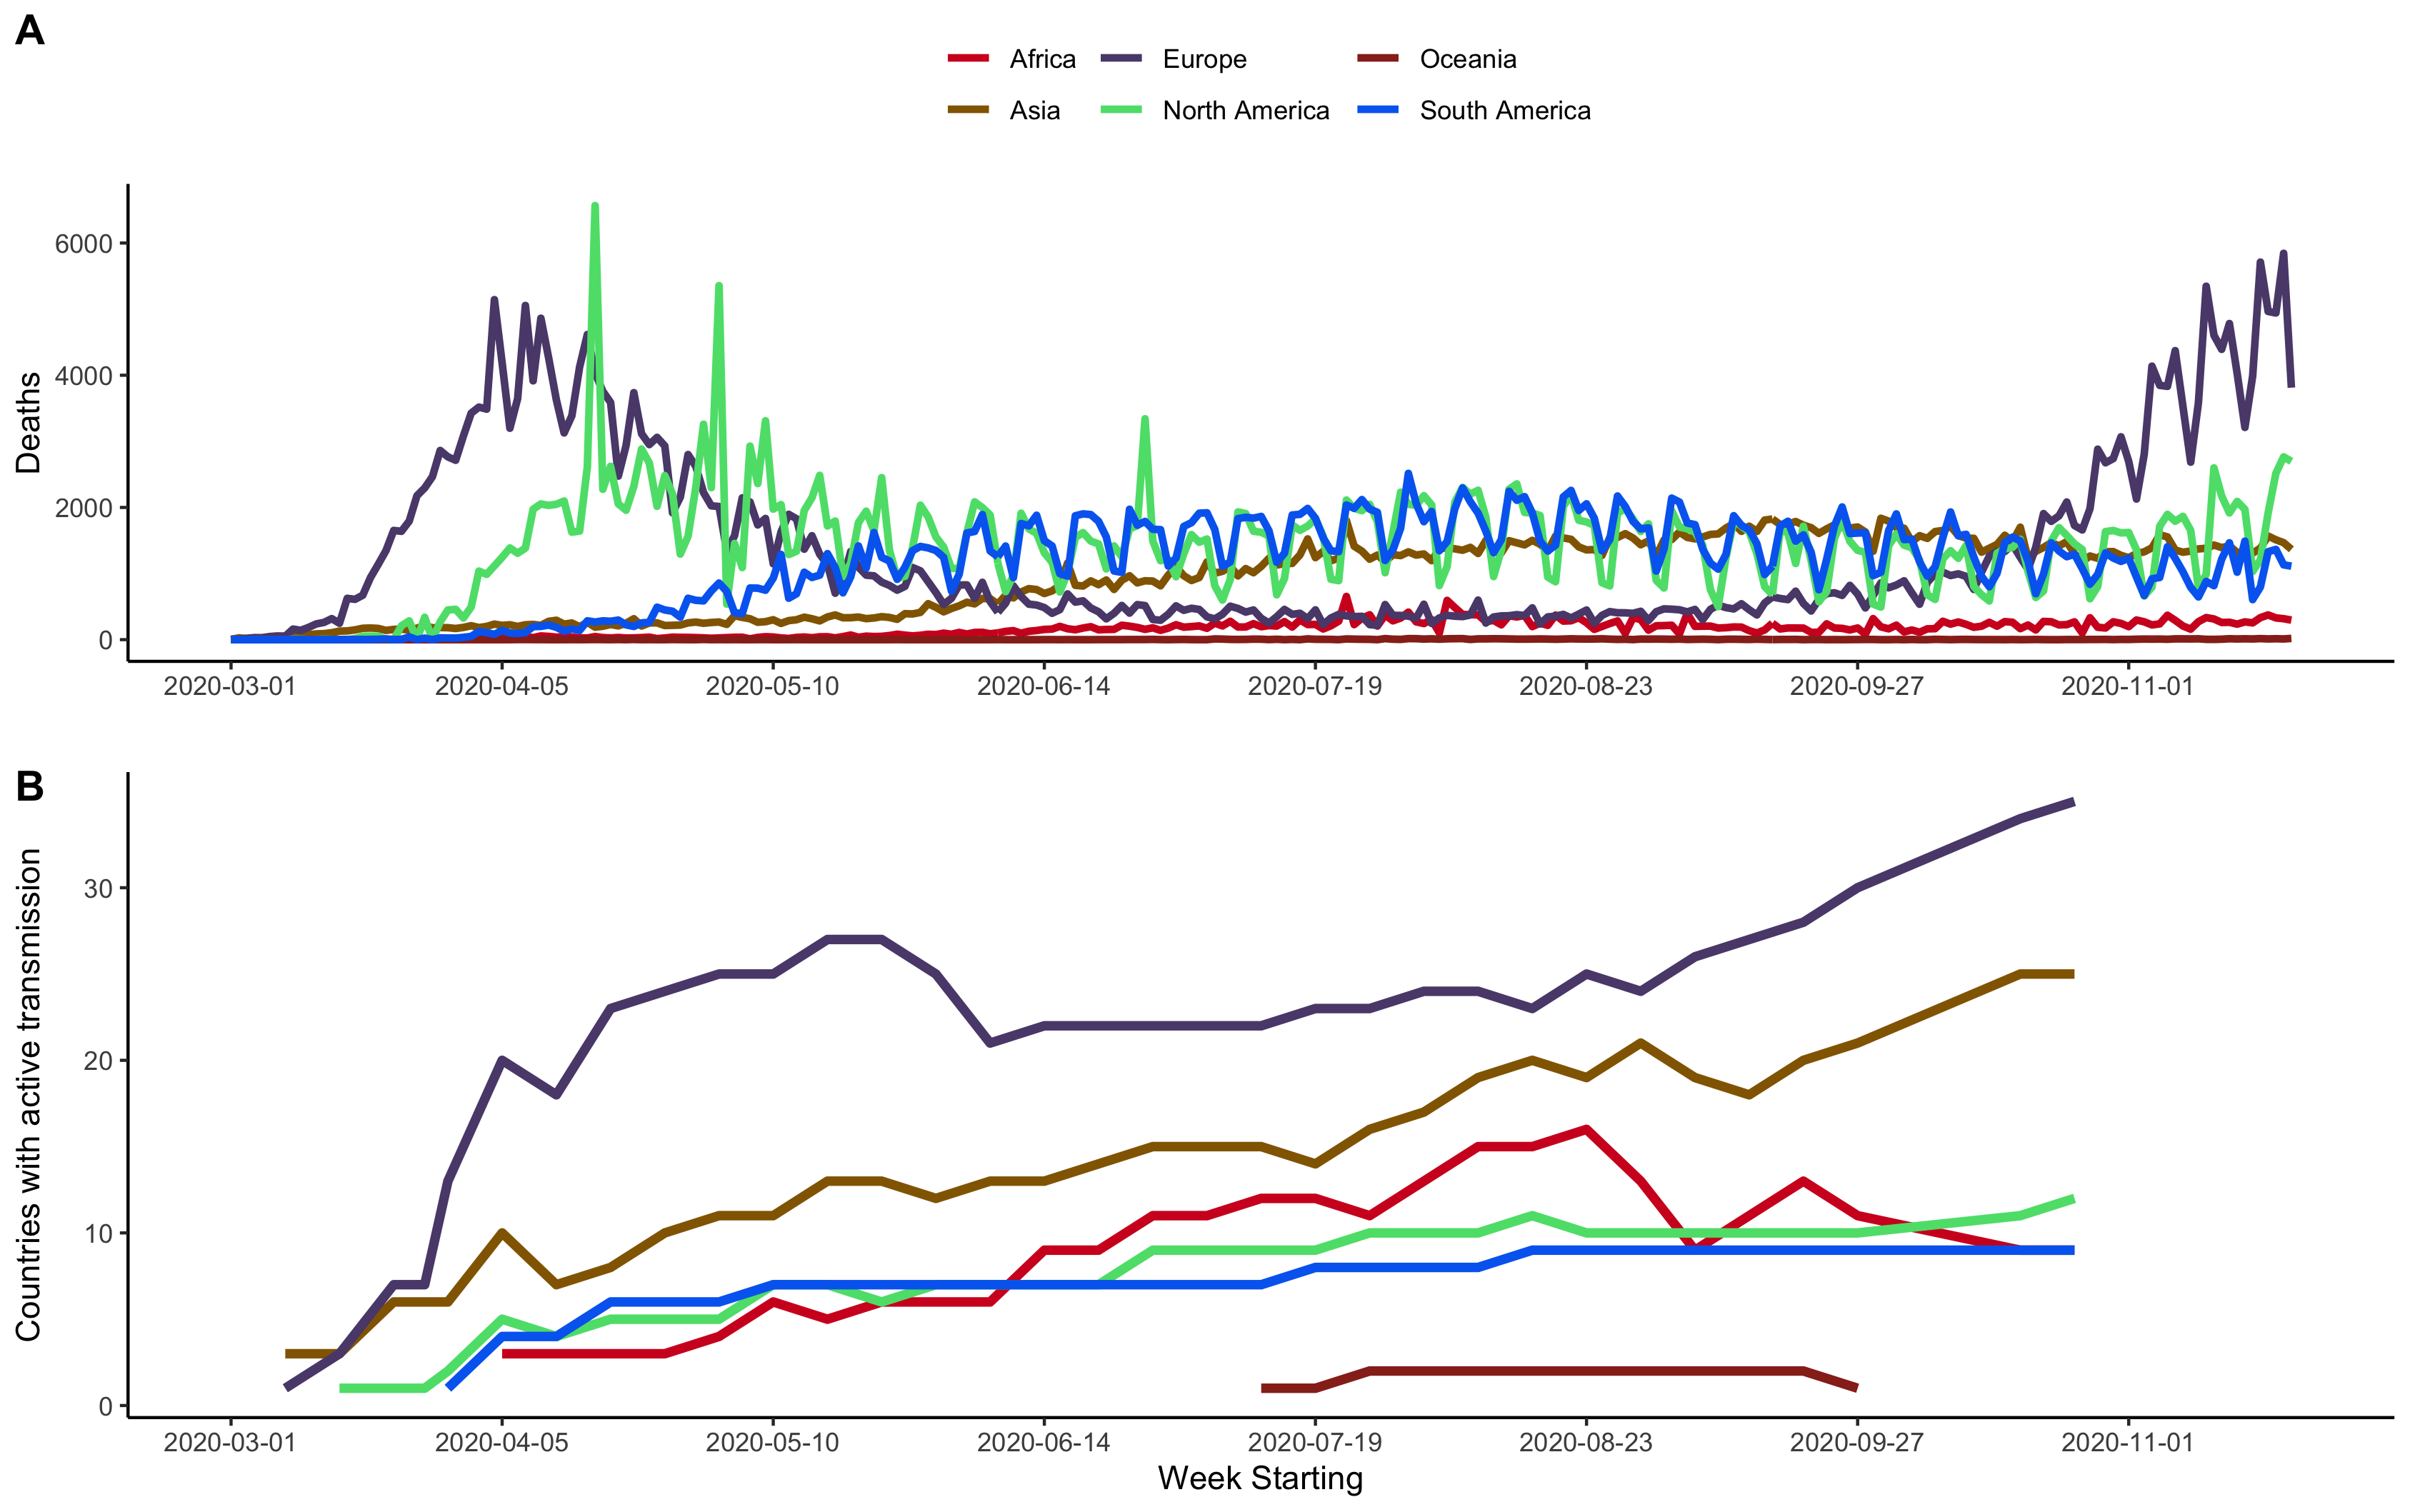 A
Africa Europe Oceania
Asia North America South America
Deaths
6000
4000
2000
0
2020-03-01 2020-04-05 2020-05-10 2020-06-14 2020-07-19 2020-08-23 2020-09-27 2020-11-01
B
Countries with active transmission
30
20
10
0
2020-03-01 2020-04-05 2020-05-10 2020-06-14 2020-07-19 2020-08-23 2020-09-27 2020-11-01
Week Starting